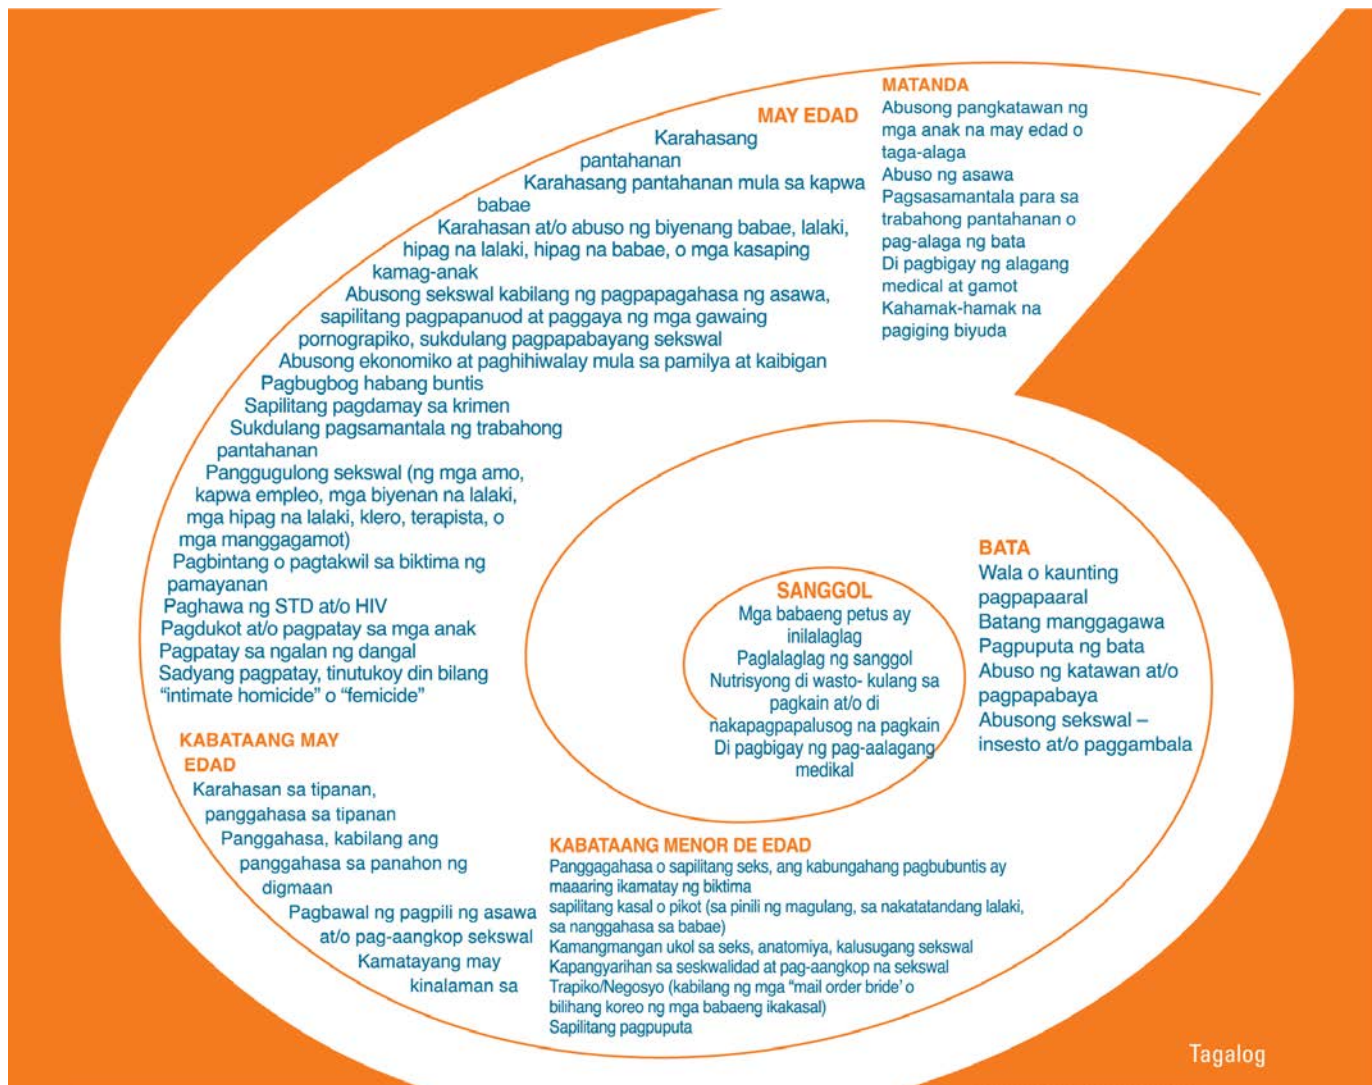 MATANDA
Abusong pangkatawan ng
mga anak na may edad o
taga-alaga
Abuso ng asawa
Pagsasamantala para sa
trabahong pantahanan o
pag-alaga ng bata
Di pagbigay ng alagang
medical at gamot
Kahamak-hamak na
pagiging biyuda
MAY EDAD
Karahasang
pantahanan
Karahasang pantahanan mula sa kapwa
babae
Karahasan at/o abuso ng biyenang babae, lalaki,
hipag na lalaki, hipag na babae, o mga kasaping
kamag-anak
Abusong sekswal kabilang ng pagpapagahasa ng asawa,
sapilitang pagpapanuod at paggaya ng mga gawaing
pornograpiko, sukdulang pagpapabayang sekswal
Abusong ekonomiko at paghihiwalay mula sa pamilya at kaibigan
Pagbugbog habang buntis
Sapilitang pagdamay sa krimen
Sukdulang pagsamantala ng trabahong
pantahanan
Panggugulong sekswal (ng mga amo,
kapwa empleo, mga biyenan na lalaki,
mga hipag na lalaki, klero, terapista, o
mga manggagamot)
Pagbintang o pagtakwil sa biktima ng
pamayanan
Paghawa ng STD at/o HIV
Pagdukot at/o pagpatay sa mga anak
Pagpatay sa ngalan ng dangal
Sadyang pagpatay, tinutukoy din bilang
“intimate homicide” o “femicide”
KABATAANG MAY
EDAD
Karahasan sa tipanan,
panggahasa sa tipanan
Panggahasa, kabilang ang
panggahasa sa panahon ng
digmaan
Pagbawal ng pagpili ng asawa
at/o pag-aangkop sekswal
Kamatayang may
kinalaman sa
KABATAANG MENOR DE EDAD
Panggagahasa o sapilitang seks, ang kabungahang pagbubuntis ay
maaaring ikamatay ng biktima
sapilitang kasal o pikot (sa pinili ng magulang, sa nakatatandang lalaki,
sa nanggahasa sa babae)
Kamangmangan ukol sa seks, anatomiya, kalusugang sekswal
Kapangyarihan sa seskwalidad at pag-aangkop na sekswal
Trapiko/Negosyo (kabilang ng mga “mail order bride’ o
bilihang koreo ng mga babaeng ikakasal)
Sapilitang pagpuputa
BATA
Wala o kaunting
pagpapaaral
Batang manggagawa
Pagpuputa ng bata
Abuso ng katawan at/o
pagpapabaya
Abusong sekswal –
insesto at/o paggambala
SANGGOL
Mga babaeng petus ay
inilalaglag
Paglalaglag ng sanggol
Nutrisyong di wasto- kulang sa
pagkain at/o di
nakapagpapalusog na pagkain
Di pagbigay ng pag-aalagang
medikal
Tagalog